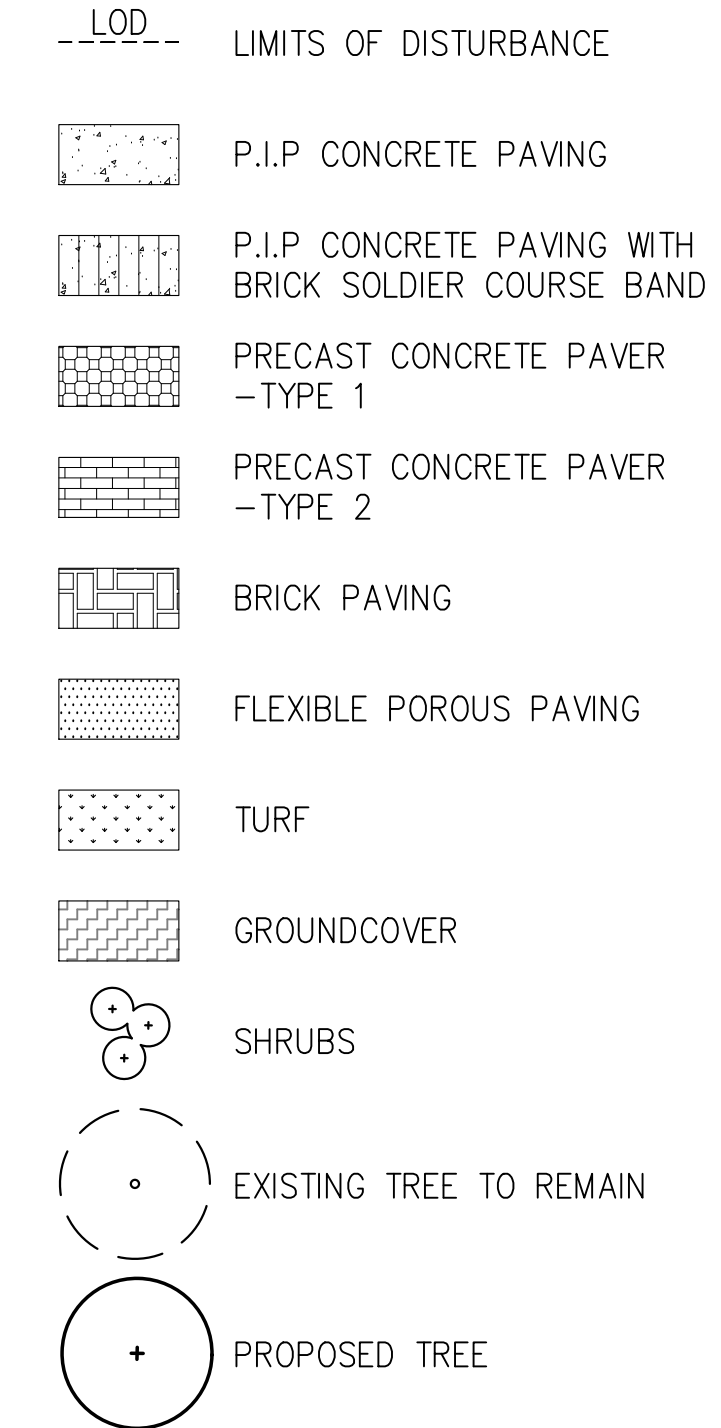 LOD
LIMITS OF DISTURBANCE
P.I.P CONCRETE PAVING
P.I.P CONCRETE PAVING WITH
BRICK SOLDIER COURSE BAND
PRECAST CONCRETE PAVER
-TYPE 1
PRECAST CONCRETE PAVER
-TYPE 2
BRICK PAVING
FLEXIBLE POROUS PAVING
TURF
GROUNDCOVER
SHRUBS
EXISTING TREE TO REMAIN
PROPOSED TREE